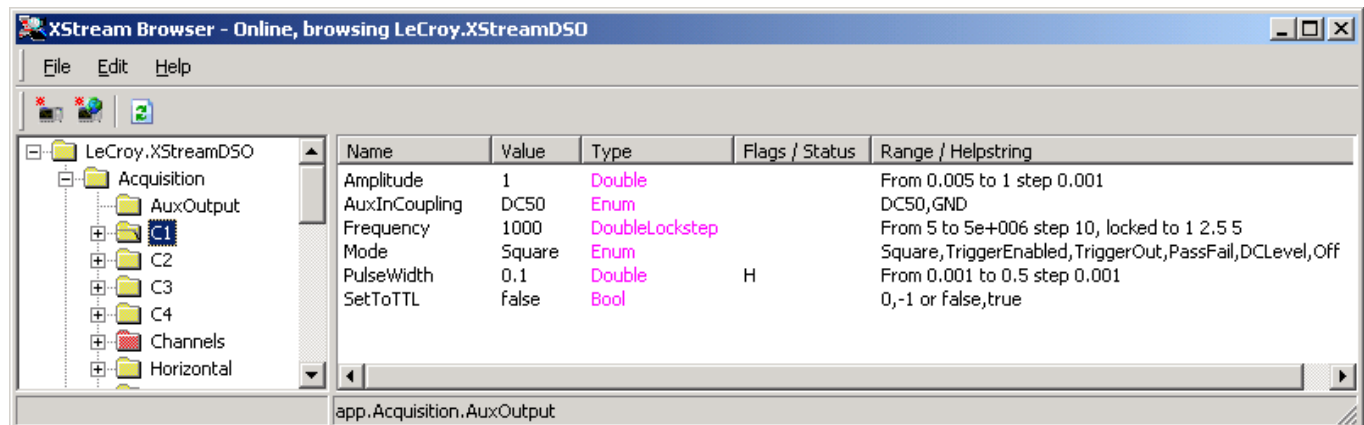 XStream Browser - Online, browsing LeCroy.XStreamDSO
File Edit Help
LeCroy.XStreamDSO
Acquisition
AuxOutput
C1
C2
C3
C4
Channels
Horizontal
Name Value Type Flags / Status Range / Helpstring
Amplitude 1 Double From 0.005 to 1 step 0.001
AuxInCoupling DC50 Enum DC50,GND
Frequency 1000 DoubleLockstep From 5 to 5e+006 step 10, locked to 1 2.5 5
Mode Square Enum Square,TriggerEnabled,TriggerOut,PassFail,DCLevel,Off
PulseWidth 0.1 Double H From 0.001 to 0.5 step 0.001
SetToTTL false Bool 0,-1 or false,true
app.Acquisition.AuxOutput